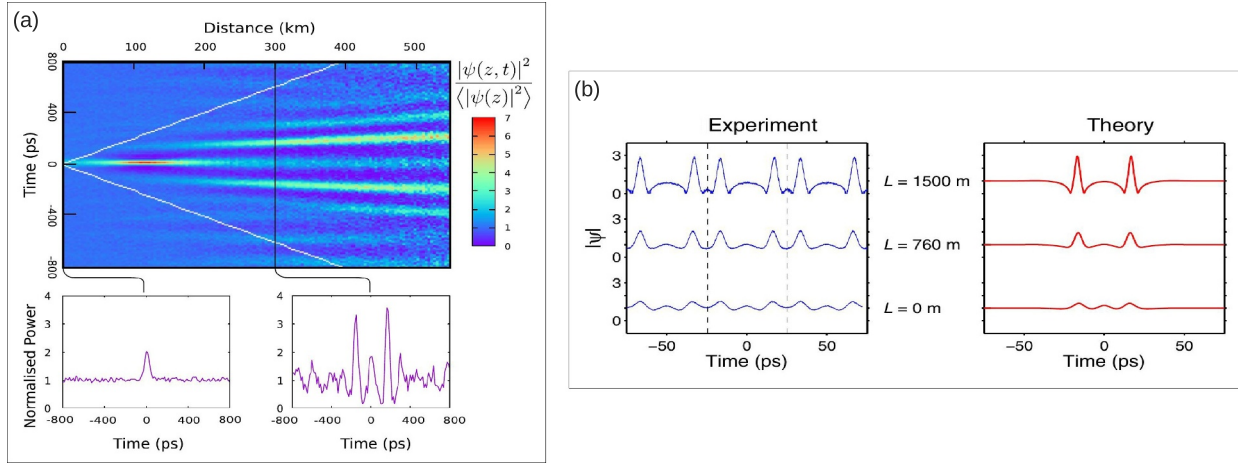 (a)
Distance (km)
0 100 200 300 400 500
Time (ps)
800
400
0
-400
-800
|ψ(z,t)|²
⟨|ψ(z)|²⟩
7
6
5
4
3
2
1
0
Normalised Power
4
3
2
1
0
-800 -400 0 400 800
Time (ps)
4
3
2
1
0
-800 -400 0 400 800
Time (ps)
(b)
Experiment
Theory
|ψ|
3
0
3
0
3
0
L = 1500 m
L = 760 m
L = 0 m
−50 0 50
Time (ps)
−50 0 50
Time (ps)